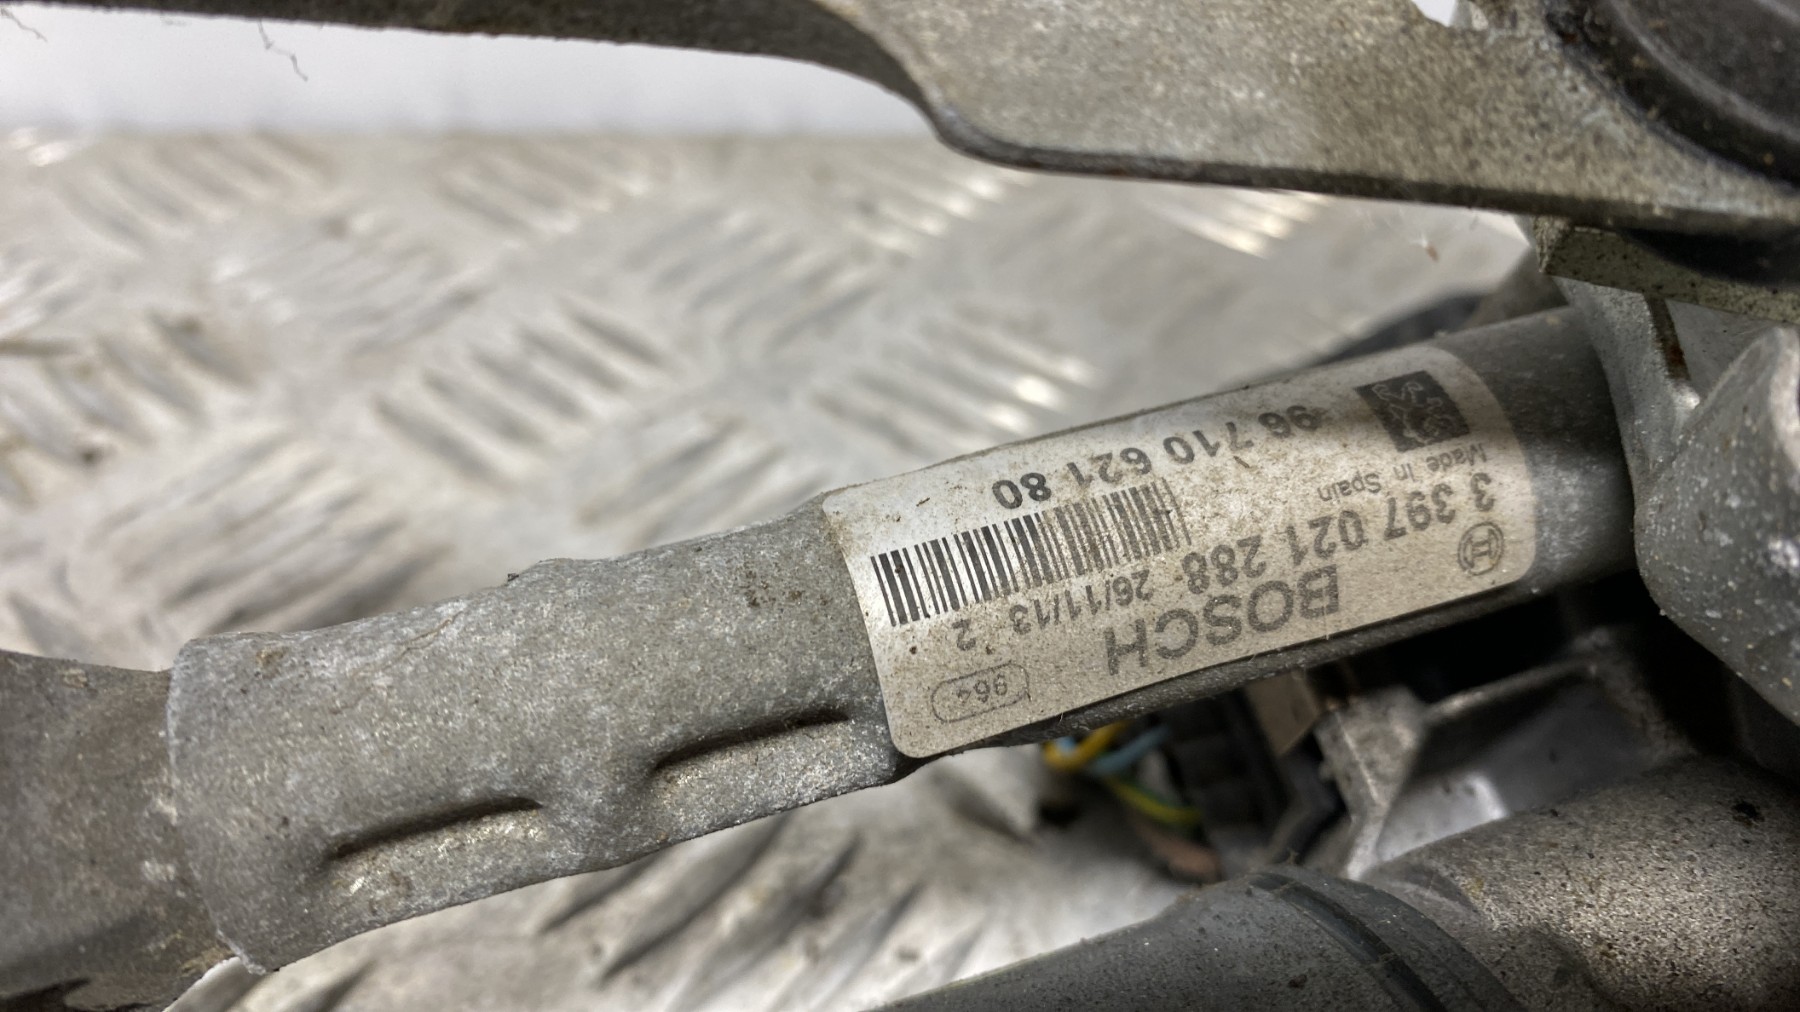 964
BOSCH
3 397 021 288 26/11/13 2
Made in Spain
96 710 621 80